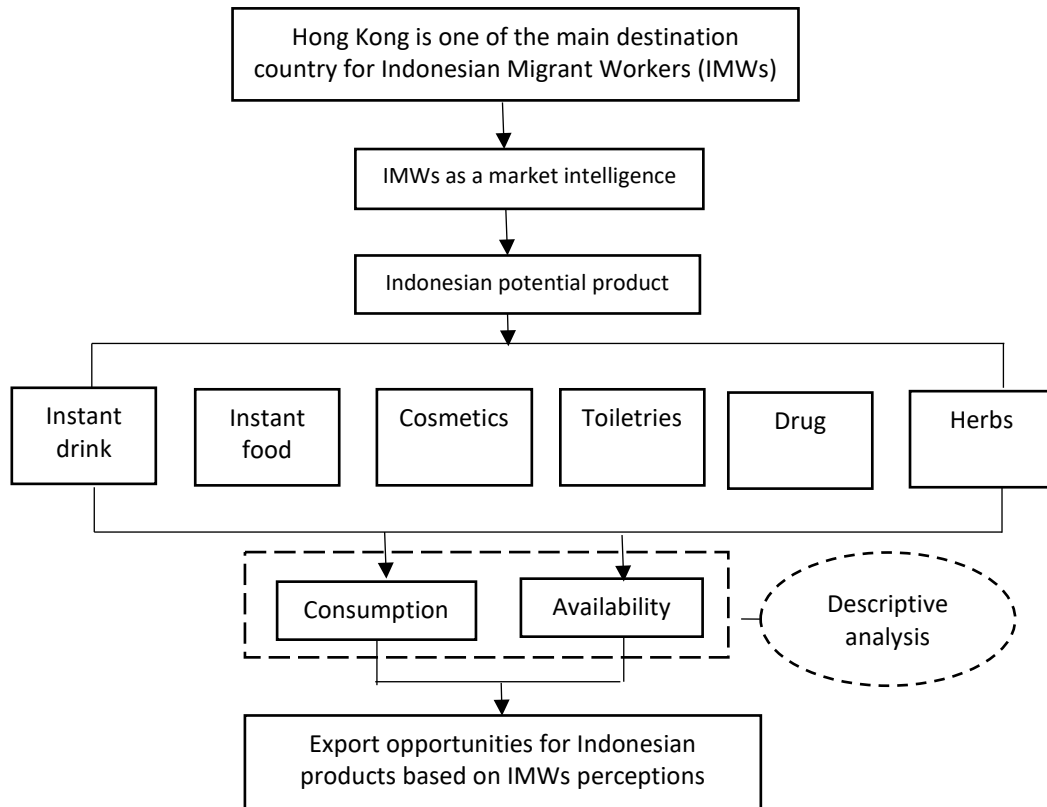 Hong Kong is one of the main destination
country for Indonesian Migrant Workers (IMWs)
IMWs as a market intelligence
Indonesian potential product
Instant
drink
Instant
food
Cosmetics
Toiletries
Drug
Herbs
Consumption
Availability
Descriptive
analysis
Export opportunities for Indonesian
products based on IMWs perceptions